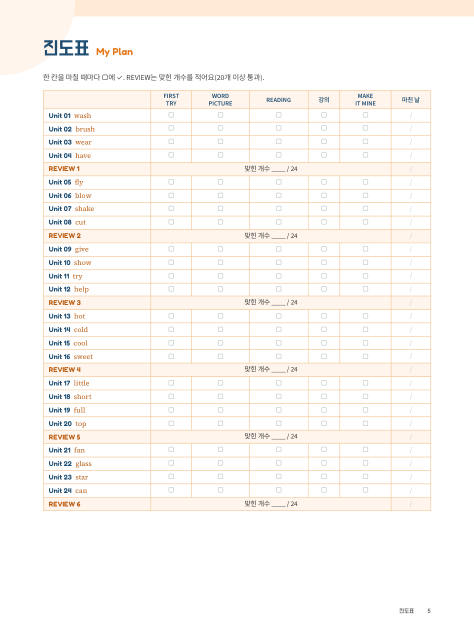 진도표 My Plan
한 칸을 마칠 때마다 ▢에 ✓. REVIEW는 맞힌 개수를 적어요(20개 이상 통과).
FIRST TRY WORD PICTURE READING 강의 MAKE IT MINE 마친 날
Unit 01 wash ▢ ▢ ▢ ▢ ▢ /
Unit 02 brush ▢ ▢ ▢ ▢ ▢ /
Unit 03 wear ▢ ▢ ▢ ▢ ▢ /
Unit 04 have ▢ ▢ ▢ ▢ ▢ /
REVIEW 1 맞힌 개수 ____ / 24 /
Unit 05 fly ▢ ▢ ▢ ▢ ▢ /
Unit 06 blow ▢ ▢ ▢ ▢ ▢ /
Unit 07 shake ▢ ▢ ▢ ▢ ▢ /
Unit 08 cut ▢ ▢ ▢ ▢ ▢ /
REVIEW 2 맞힌 개수 ____ / 24 /
Unit 09 give ▢ ▢ ▢ ▢ ▢ /
Unit 10 show ▢ ▢ ▢ ▢ ▢ /
Unit 11 try ▢ ▢ ▢ ▢ ▢ /
Unit 12 help ▢ ▢ ▢ ▢ ▢ /
REVIEW 3 맞힌 개수 ____ / 24 /
Unit 13 hot ▢ ▢ ▢ ▢ ▢ /
Unit 14 cold ▢ ▢ ▢ ▢ ▢ /
Unit 15 cool ▢ ▢ ▢ ▢ ▢ /
Unit 16 sweet ▢ ▢ ▢ ▢ ▢ /
REVIEW 4 맞힌 개수 ____ / 24 /
Unit 17 little ▢ ▢ ▢ ▢ ▢ /
Unit 18 short ▢ ▢ ▢ ▢ ▢ /
Unit 19 full ▢ ▢ ▢ ▢ ▢ /
Unit 20 top ▢ ▢ ▢ ▢ ▢ /
REVIEW 5 맞힌 개수 ____ / 24 /
Unit 21 fan ▢ ▢ ▢ ▢ ▢ /
Unit 22 glass ▢ ▢ ▢ ▢ ▢ /
Unit 23 star ▢ ▢ ▢ ▢ ▢ /
Unit 24 can ▢ ▢ ▢ ▢ ▢ /
REVIEW 6 맞힌 개수 ____ / 24 /
진도표 5